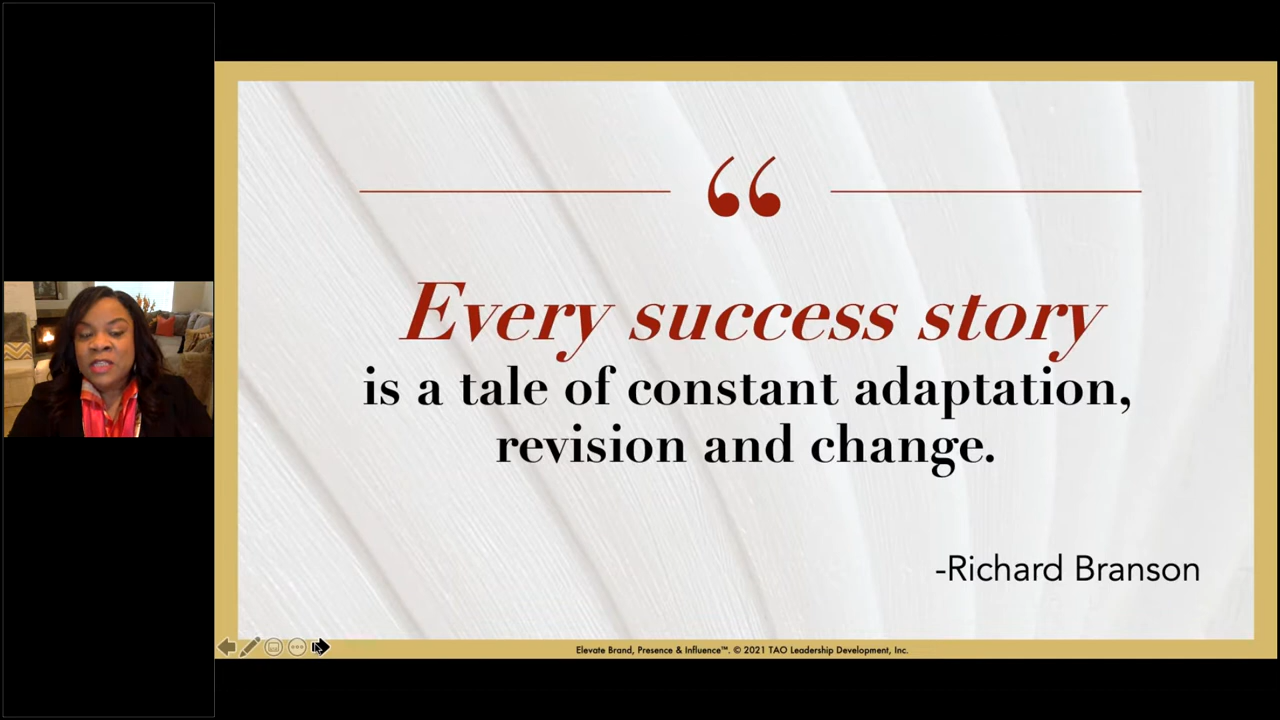 “
Every success story
is a tale of constant adaptation,
revision and change.
-Richard Branson
Elevate Brand, Presence & Influence™. © 2021 TAO Leadership Development, Inc.